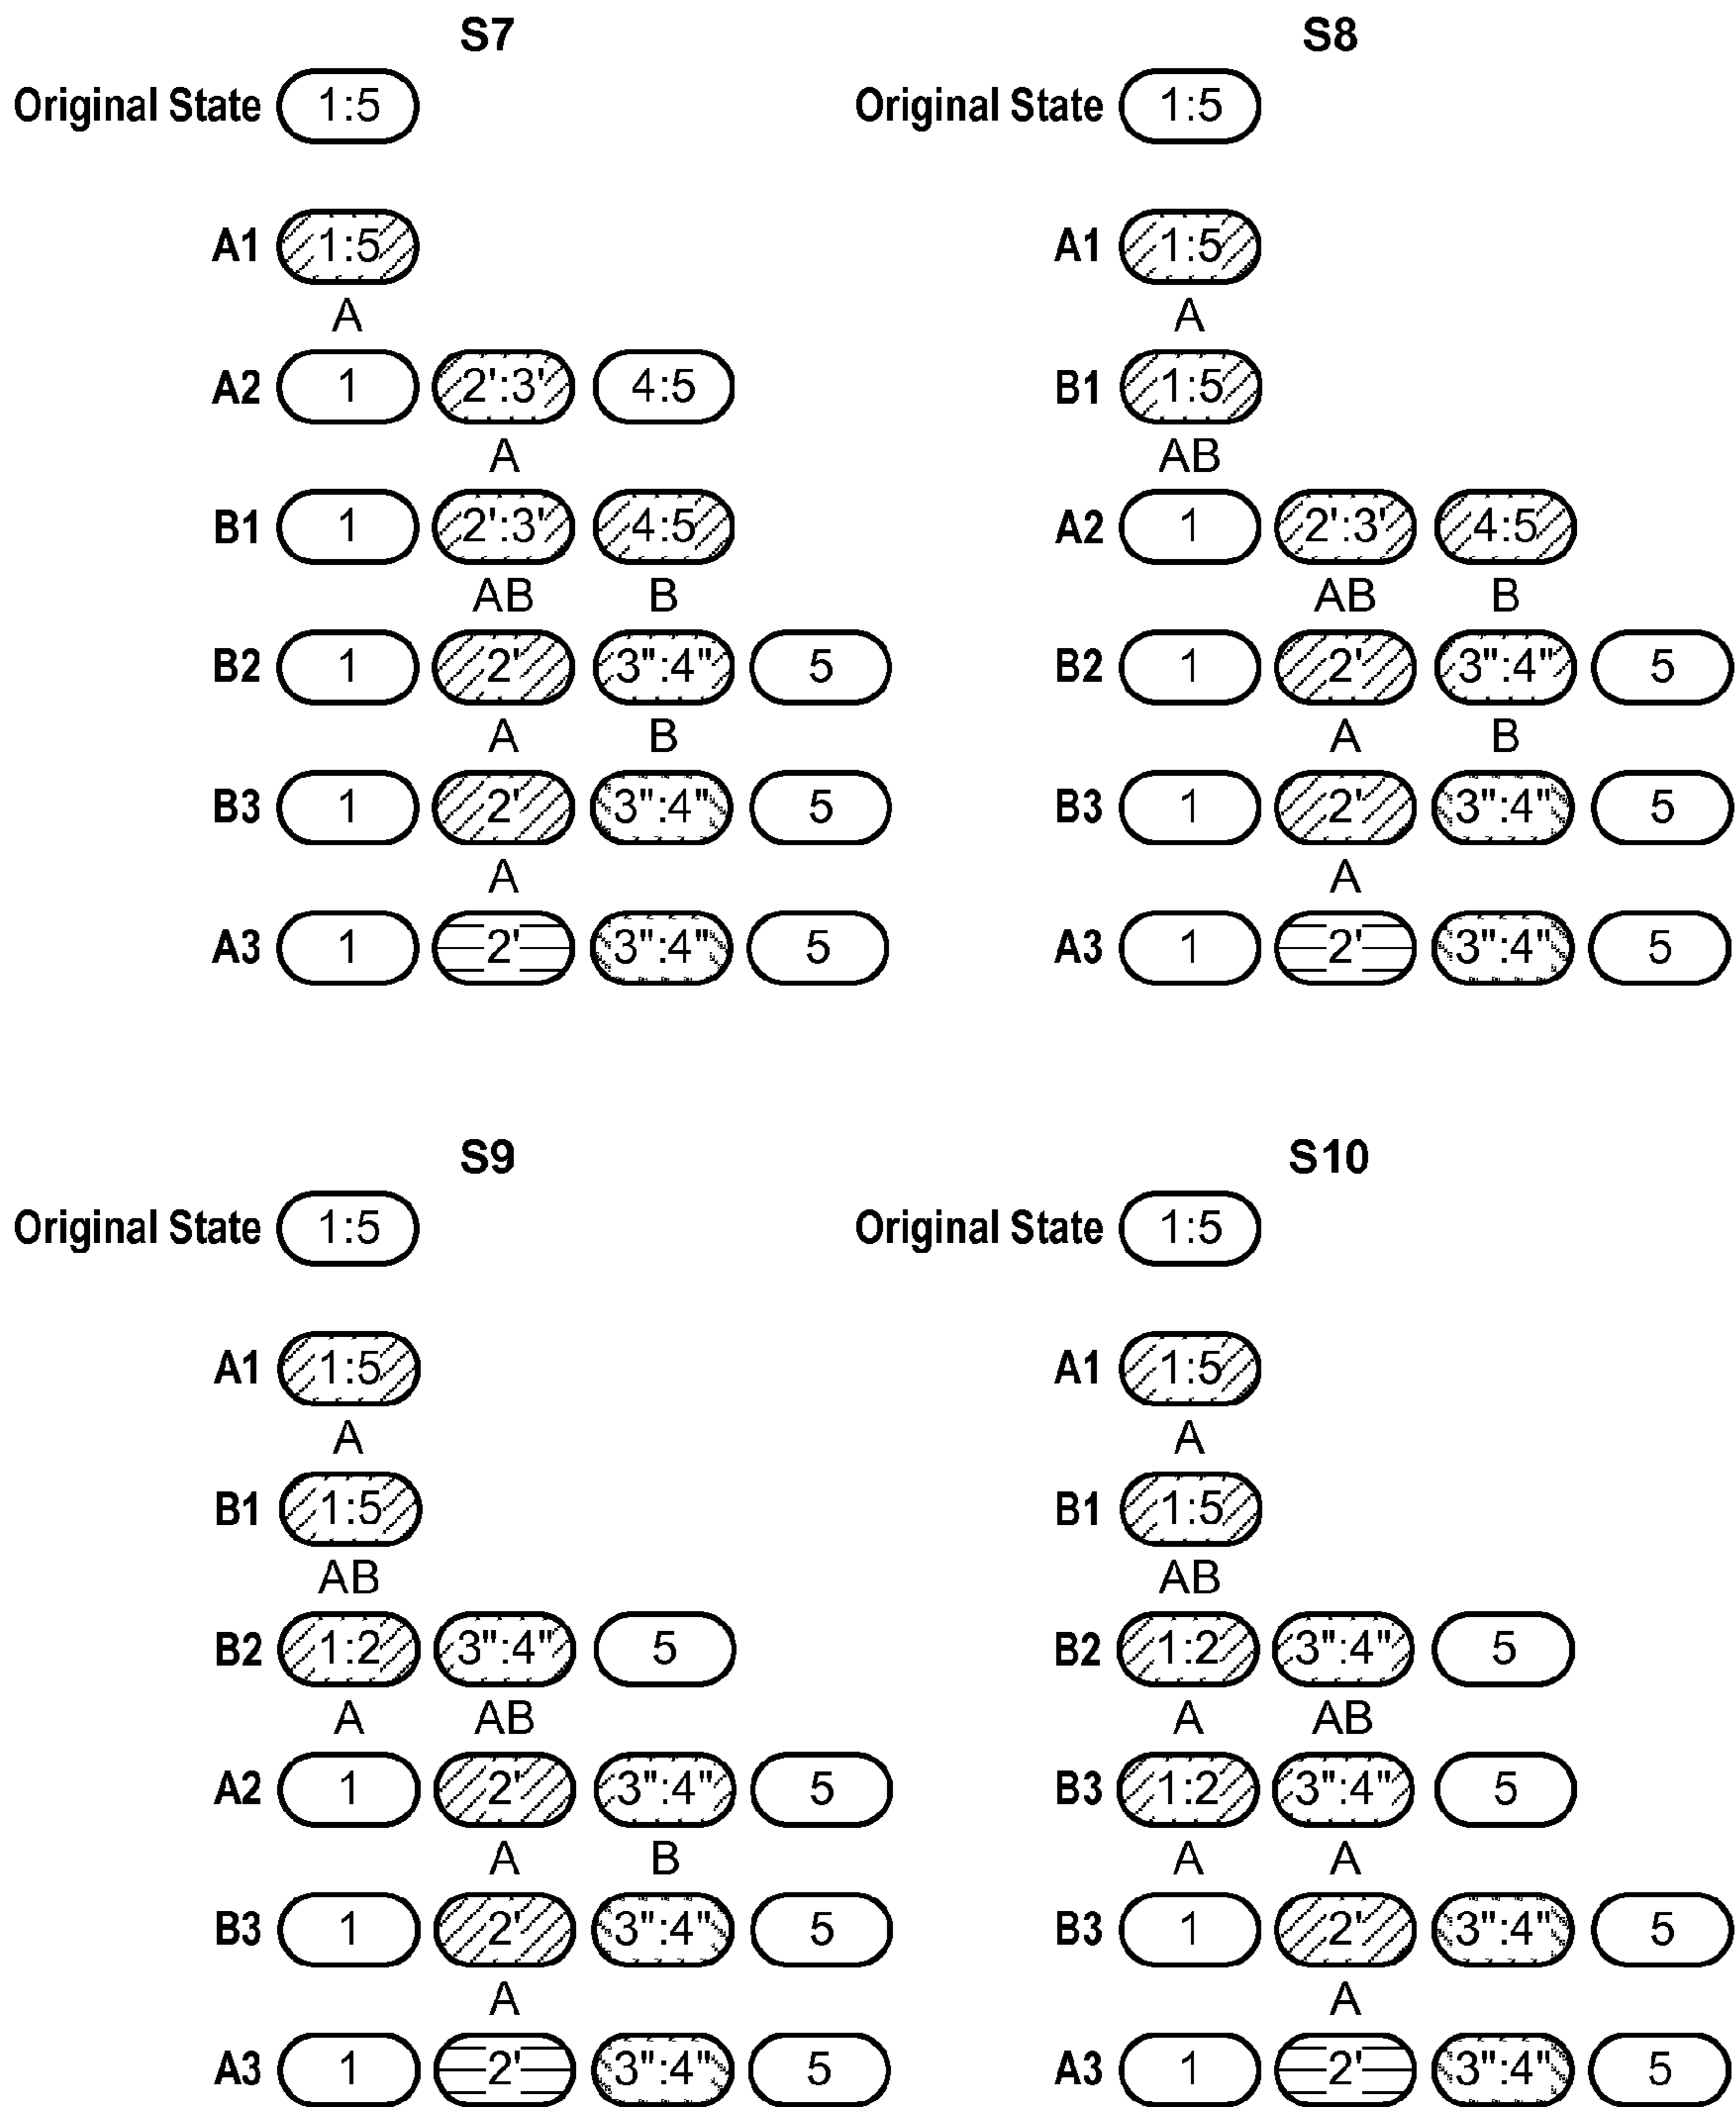 S7
Original State 1:5
A1 1:5
A
A2 1 2':3' 4:5
A
B1 1 2':3' 4:5
AB B
B2 1 2' 3":4" 5
A B
B3 1 2' 3":4" 5
A
A3 1 2' 3":4" 5
S8
Original State 1:5
A1 1:5
A
B1 1:5
AB
A2 1 2':3' 4:5
AB B
B2 1 2' 3":4" 5
A B
B3 1 2' 3":4" 5
A
A3 1 2' 3":4" 5
S9
Original State 1:5
A1 1:5
A
B1 1:5
AB
B2 1:2 3":4" 5
A AB
A2 1 2' 3":4" 5
A B
B3 1 2' 3":4" 5
A
A3 1 2' 3":4" 5
S10
Original State 1:5
A1 1:5
A
B1 1:5
AB
B2 1:2 3":4" 5
A AB
B3 1:2 3":4" 5
A A
B3 1 2' 3":4" 5
A
A3 1 2' 3":4" 5